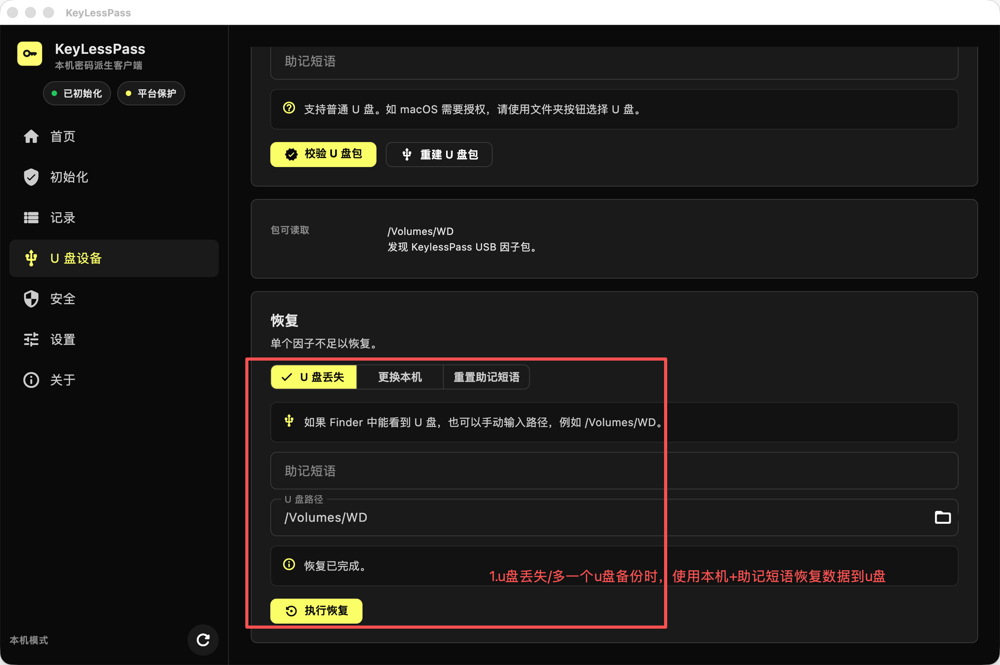 KeyLessPass
KeyLessPass
本机密码派生客户端
已初始化
平台保护
首页
初始化
记录
U 盘设备
安全
设置
关于
本机模式
助记短语
支持普通 U 盘。如 macOS 需要授权，请使用文件夹按钮选择 U 盘。
校验 U 盘包
重建 U 盘包
包可读取
/Volumes/WD
发现 KeylessPass USB 因子包。
恢复
单个因子不足以恢复。
U 盘丢失
更换本机
重置助记短语
如果 Finder 中能看到 U 盘，也可以手动输入路径，例如 /Volumes/WD。
助记短语
U 盘路径
/Volumes/WD
恢复已完成。
1.u盘丢失/多一个u盘备份时，使用本机+助记短语恢复数据到u盘
执行恢复